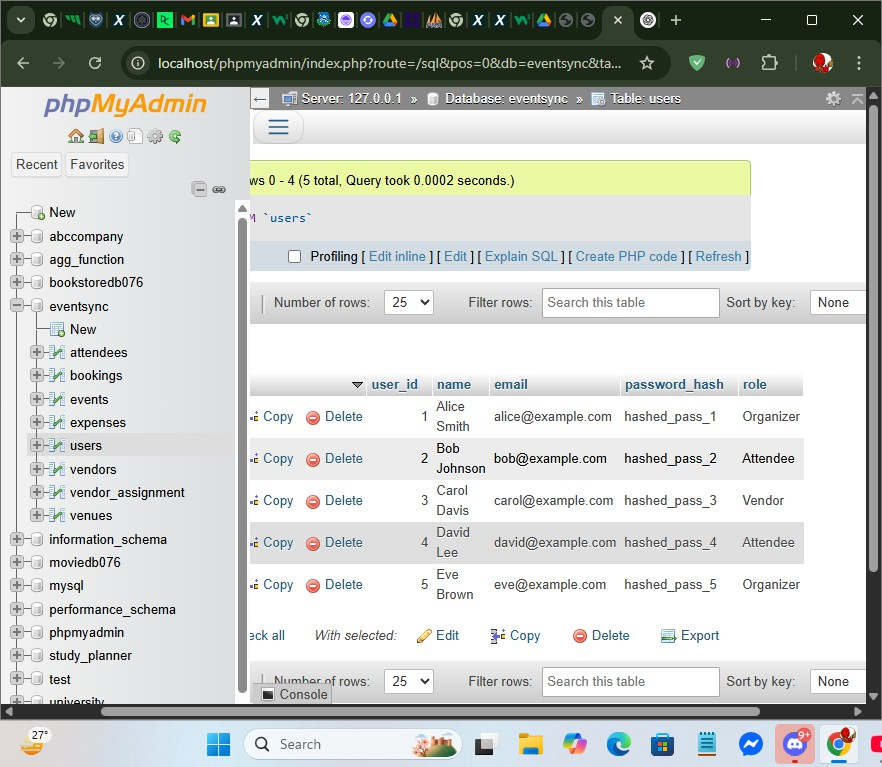 localhost/phpmyadmin/index.php?route=/sql&pos=0&db=eventsync&ta...
phpMyAdmin
Server: 127.0.0.1 » Database: eventsync » Table: users
Recent Favorites
New
abccompany
agg_function
bookstoredb076
eventsync
New
attendees
bookings
events
expenses
users
vendors
vendor_assignment
venues
information_schema
moviedb076
mysql
performance_schema
phpmyadmin
study_planner
test
university
ws 0 - 4 (5 total, Query took 0.0002 seconds.)
M `users`
Profiling [ Edit inline ] [ Edit ] [ Explain SQL ] [ Create PHP code ] [ Refresh ]
Number of rows: 25 Filter rows: Search this table Sort by key: None
user_id name email password_hash role
Copy Delete 1 Alice Smith alice@example.com hashed_pass_1 Organizer
Copy Delete 2 Bob Johnson bob@example.com hashed_pass_2 Attendee
Copy Delete 3 Carol Davis carol@example.com hashed_pass_3 Vendor
Copy Delete 4 David Lee david@example.com hashed_pass_4 Attendee
Copy Delete 5 Eve Brown eve@example.com hashed_pass_5 Organizer
eck all With selected: Edit Copy Delete Export
Number of rows: 25 Filter rows: Search this table Sort by key: None
Console
27° Search 9+